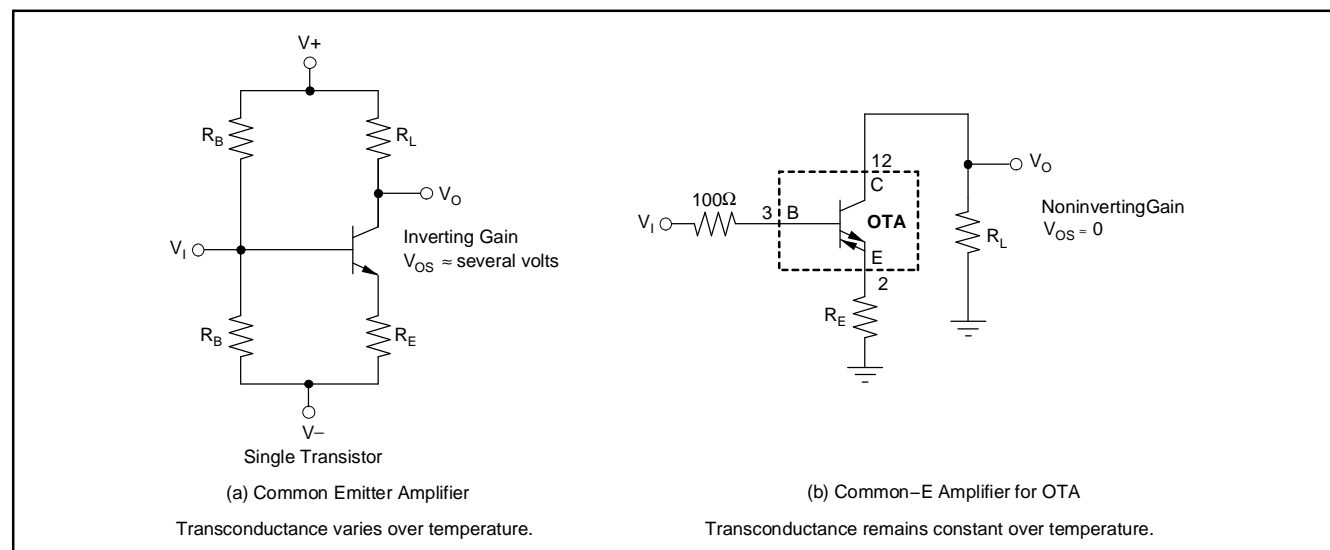 V+
R_B
R_L
V_O
V_I
Inverting Gain
V_OS ≈ several volts
R_B
R_E
V−
Single Transistor
(a) Common Emitter Amplifier
Transconductance varies over temperature.
12
C
V_O
100Ω
3
B
OTA
V_I
NoninvertingGain
V_OS ≈ 0
R_L
E
2
R_E
(b) Common−E Amplifier for OTA
Transconductance remains constant over temperature.